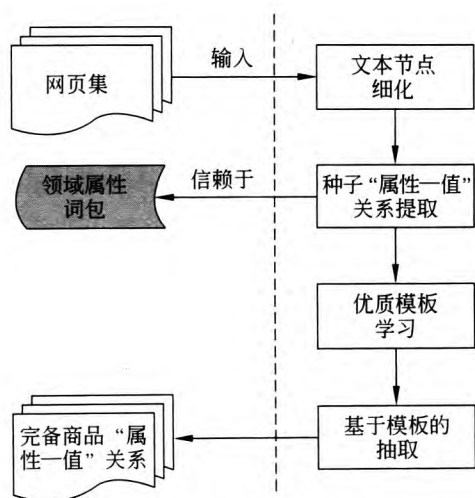 网页集
输入
文本节点
细化
领域属性
词包
信赖于
种子“属性—值”
关系提取
优质模板
学习
完备商品“属
性—值”关系
基于模板的
抽取